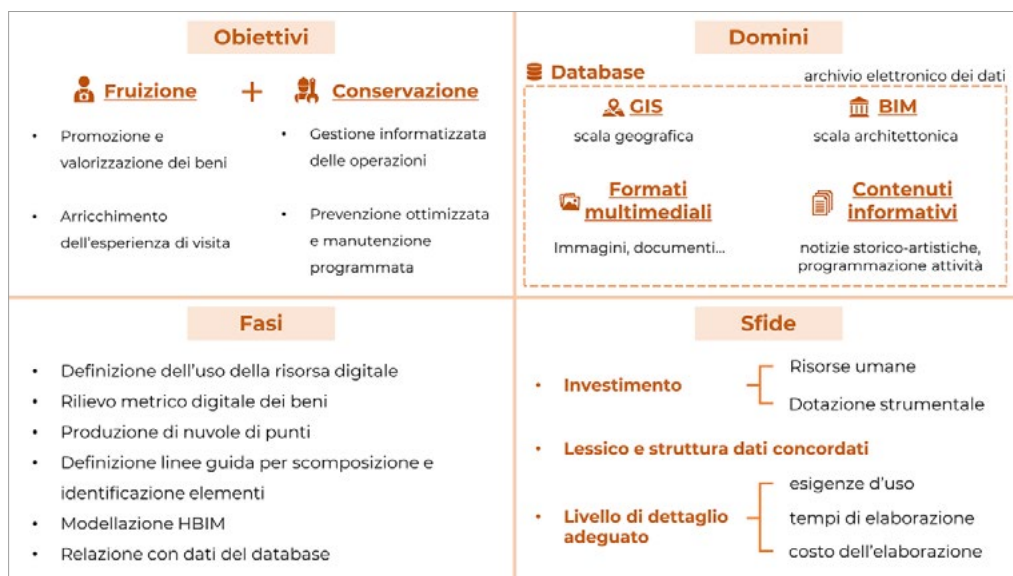 Obiettivi
Fruizione + Conservazione
• Promozione e
valorizzazione dei beni
• Arricchimento
dell'esperienza di visita
• Gestione informatizzata
delle operazioni
• Prevenzione ottimizzata
e manutenzione
programmata
Domini
Database
archivio elettronico dei dati
GIS
scala geografica
BIM
scala architettonica
Formati
multimediali
Immagini, documenti...
Contenuti
informativi
notizie storico-artistiche,
programmazione attività
Fasi
• Definizione dell'uso della risorsa digitale
• Rilievo metrico digitale dei beni
• Produzione di nuvole di punti
• Definizione linee guida per scomposizione e
identificazione elementi
• Modellazione HBIM
• Relazione con dati del database
Sfide
• Investimento
Risorse umane
Dotazione strumentale
• Lessico e struttura dati concordati
• Livello di dettaglio
adeguato
esigenze d'uso
tempi di elaborazione
costo dell'elaborazione